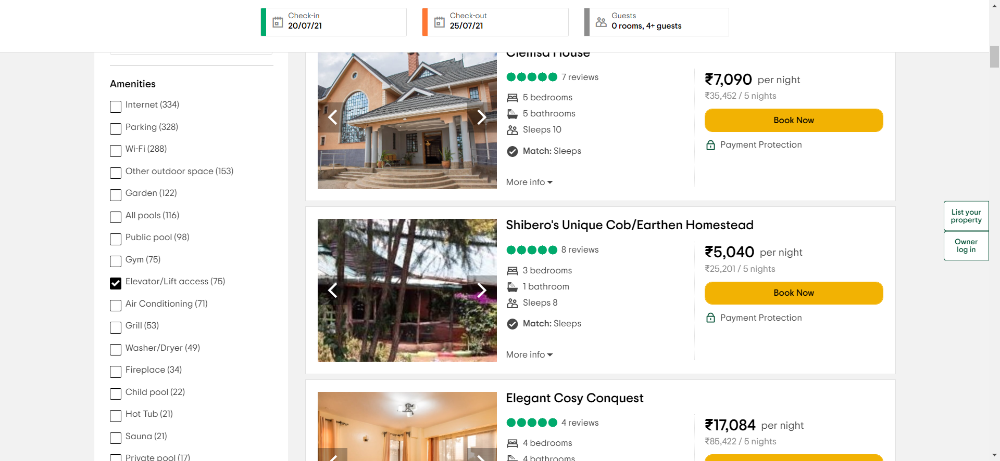 Check-in
20/07/21
Check-out
25/07/21
Guests
0 rooms, 4+ guests
Amenities
Internet (334)
Parking (328)
Wi-Fi (288)
Other outdoor space (153)
Garden (122)
All pools (116)
Public pool (98)
Gym (75)
Elevator/Lift access (75)
Air Conditioning (71)
Grill (53)
Washer/Dryer (49)
Fireplace (34)
Child pool (22)
Hot Tub (21)
Sauna (21)
Private pool (17)
House
7 reviews
5 bedrooms
5 bathrooms
Sleeps 10
Match: Sleeps
More info
₹7,090 per night
₹35,452 / 5 nights
Book Now
Payment Protection
Shibero's Unique Cob/Earthen Homestead
8 reviews
3 bedrooms
1 bathroom
Sleeps 8
Match: Sleeps
More info
₹5,040 per night
₹25,201 / 5 nights
Book Now
Payment Protection
Elegant Cosy Conquest
4 reviews
4 bedrooms
4 bathrooms
₹17,084 per night
₹85,422 / 5 nights
List your
property
Owner
log in